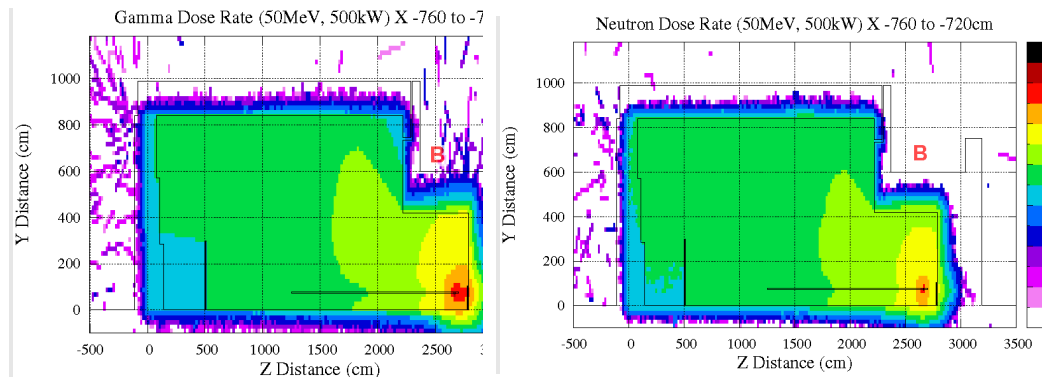 Gamma Dose Rate (50MeV, 500kW) X -760 to -7
Y Distance (cm)
1000
800
600
400
200
0
B
-500 0 500 1000 1500 2000 2500 3
Z Distance (cm)
Neutron Dose Rate (50MeV, 500kW) X -760 to -720cm
Y Distance (cm)
1000
800
600
400
200
0
B
-500 0 500 1000 1500 2000 2500 3000 3500
Z Distance (cm)